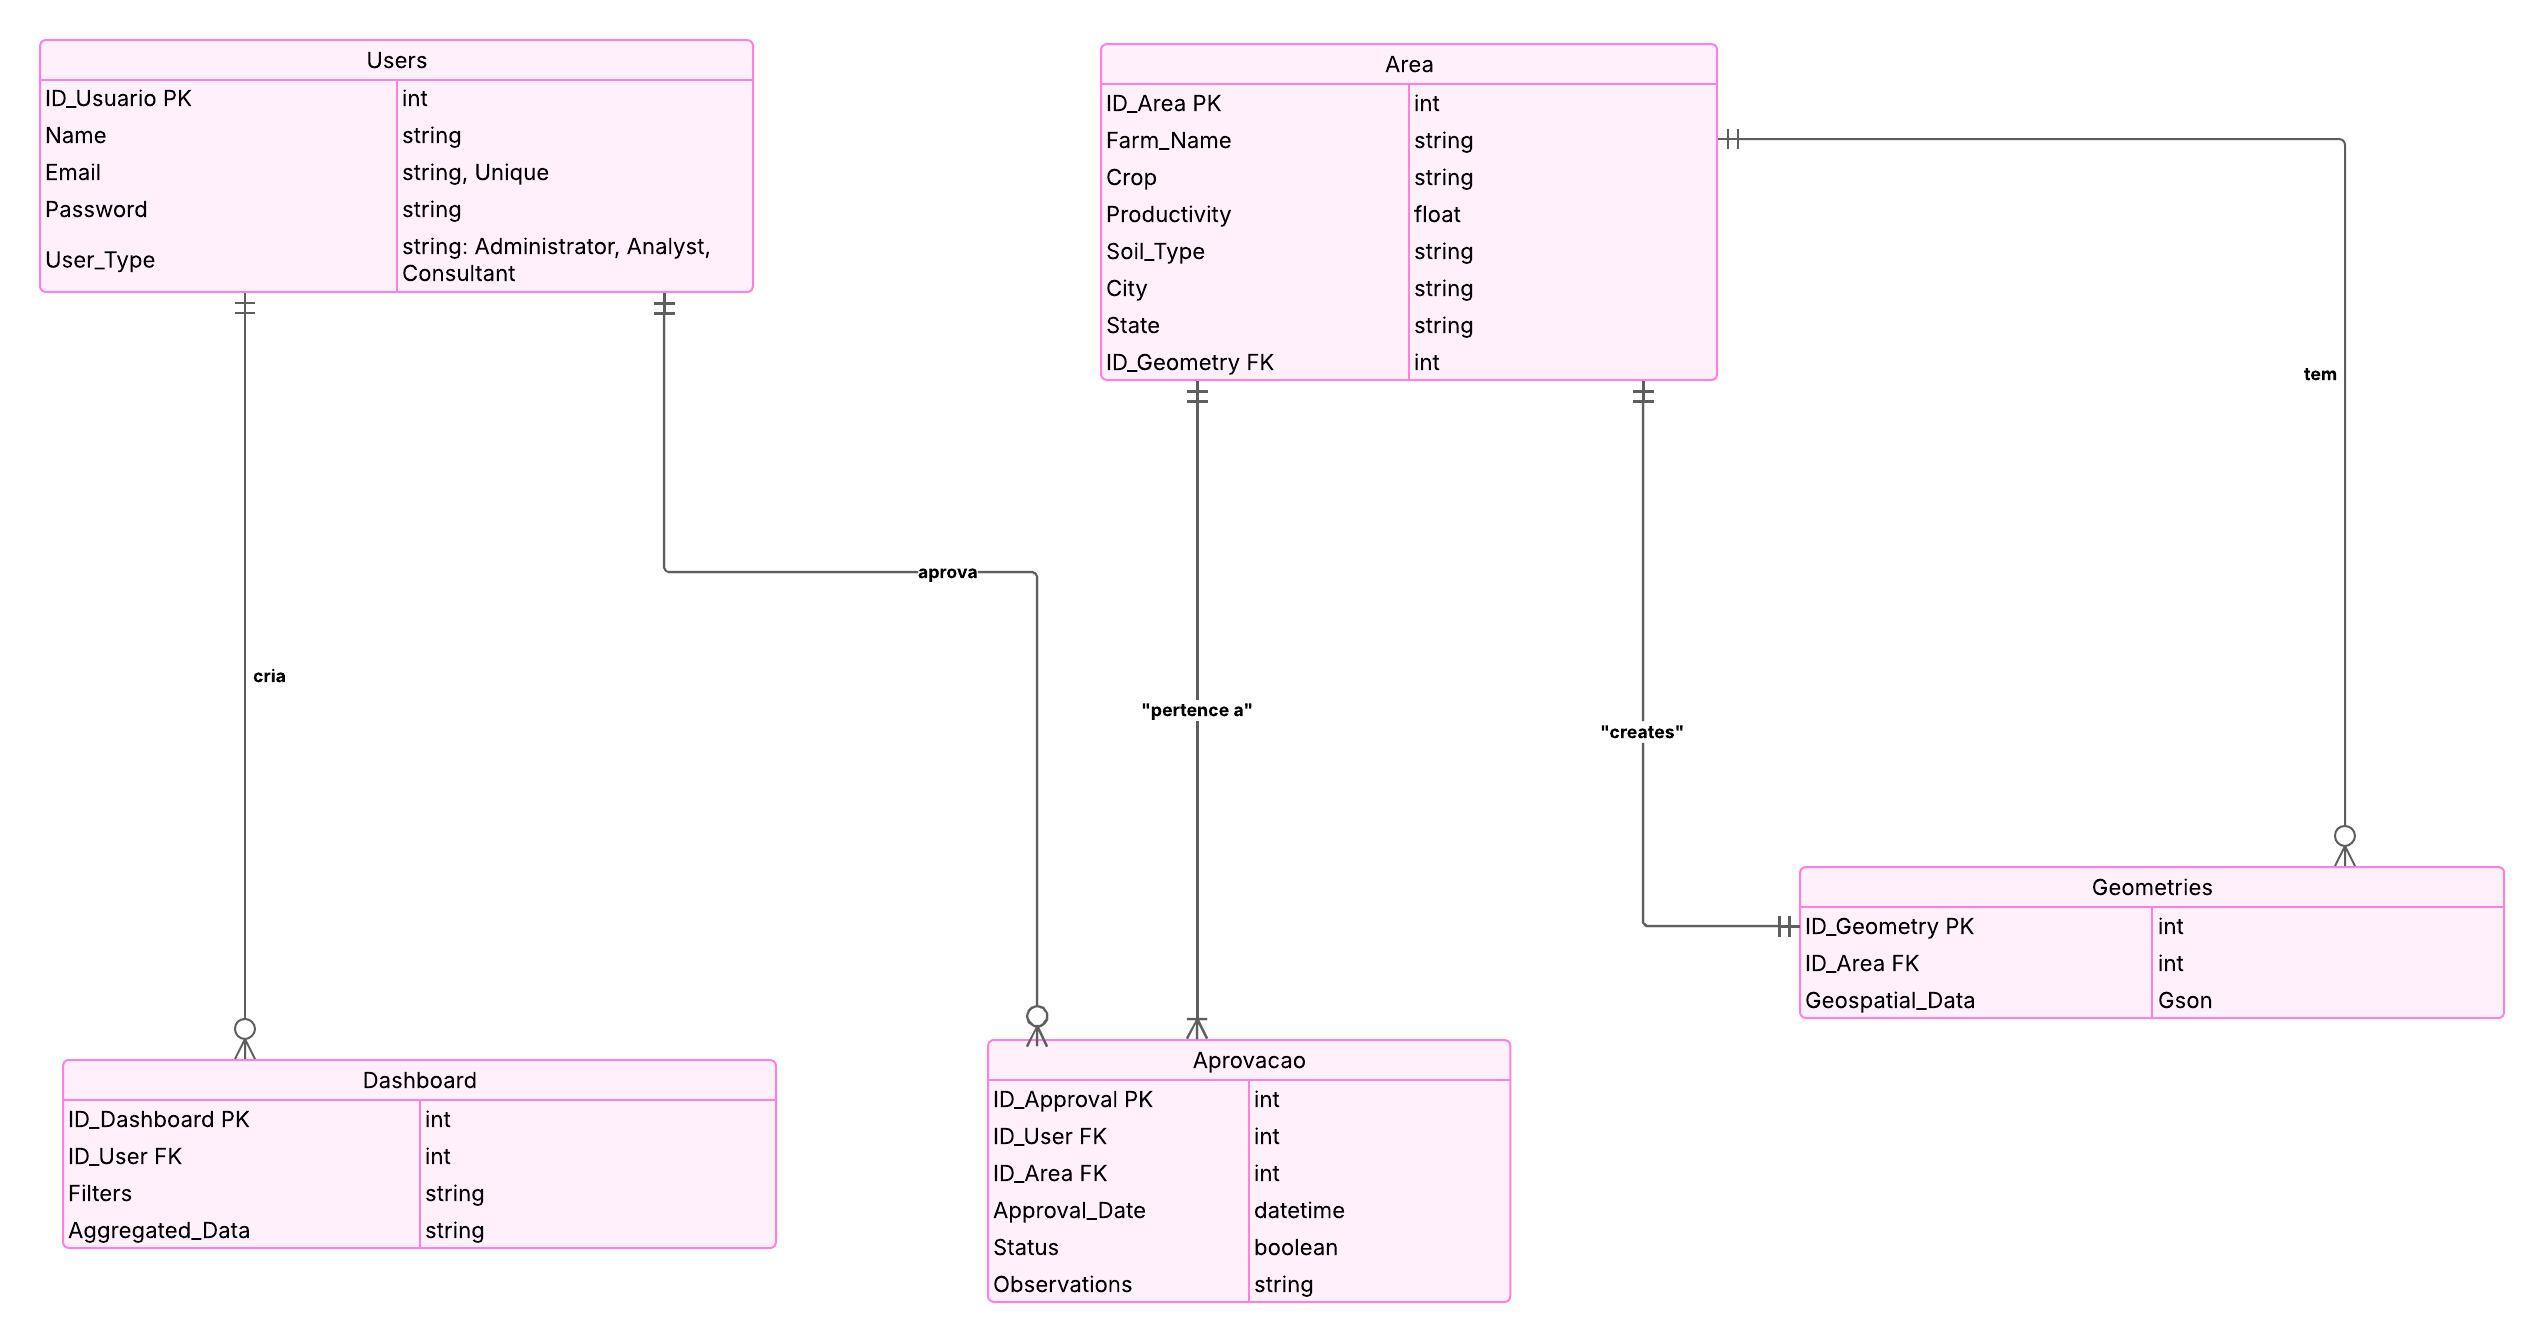 Users
ID_Usuario PK int
Name string
Email string, Unique
Password string
User_Type string: Administrator, Analyst,
Consultant
Area
ID_Area PK int
Farm_Name string
Crop string
Productivity float
Soil_Type string
City string
State string
ID_Geometry FK int
tem
aprova
cria
"pertence a"
"creates"
Geometries
ID_Geometry PK int
ID_Area FK int
Geospatial_Data Gson
Dashboard
ID_Dashboard PK int
ID_User FK int
Filters string
Aggregated_Data string
Aprovacao
ID_Approval PK int
ID_User FK int
ID_Area FK int
Approval_Date datetime
Status boolean
Observations string